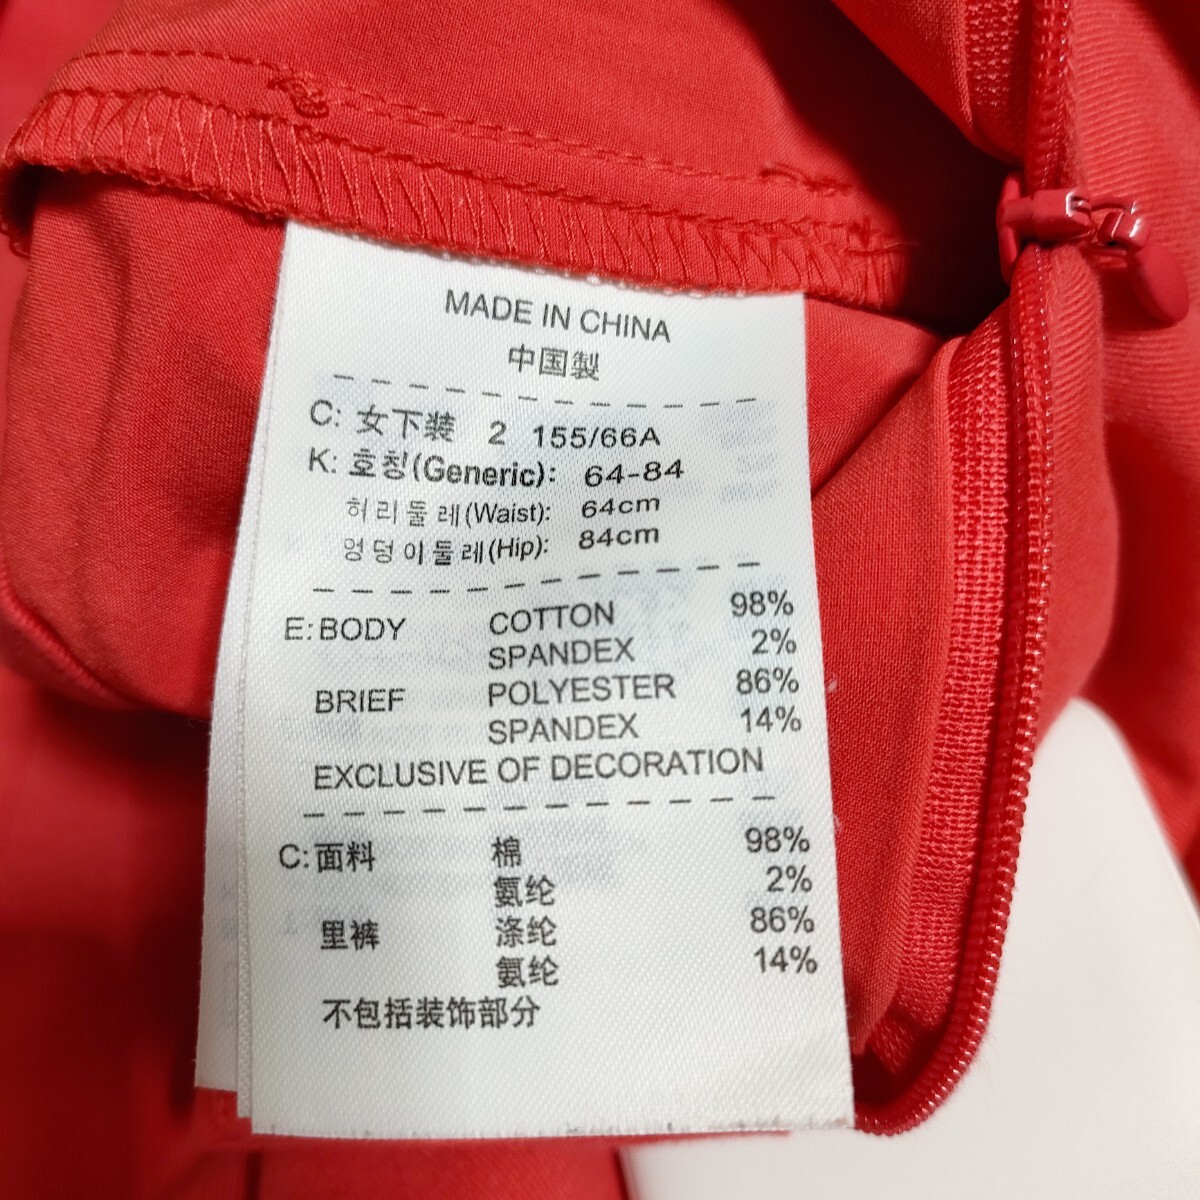 MADE IN CHINA
中国製
C: 女下装 2 155/66A
K: 호칭(Generic): 64-84
허리둘레(Waist): 64cm
엉덩이둘레(Hip): 84cm
E: BODY COTTON 98%
SPANDEX 2%
BRIEF POLYESTER 86%
SPANDEX 14%
EXCLUSIVE OF DECORATION
C: 面料 棉 98%
氨纶 2%
里裤 涤纶 86%
氨纶 14%
不包括装饰部分